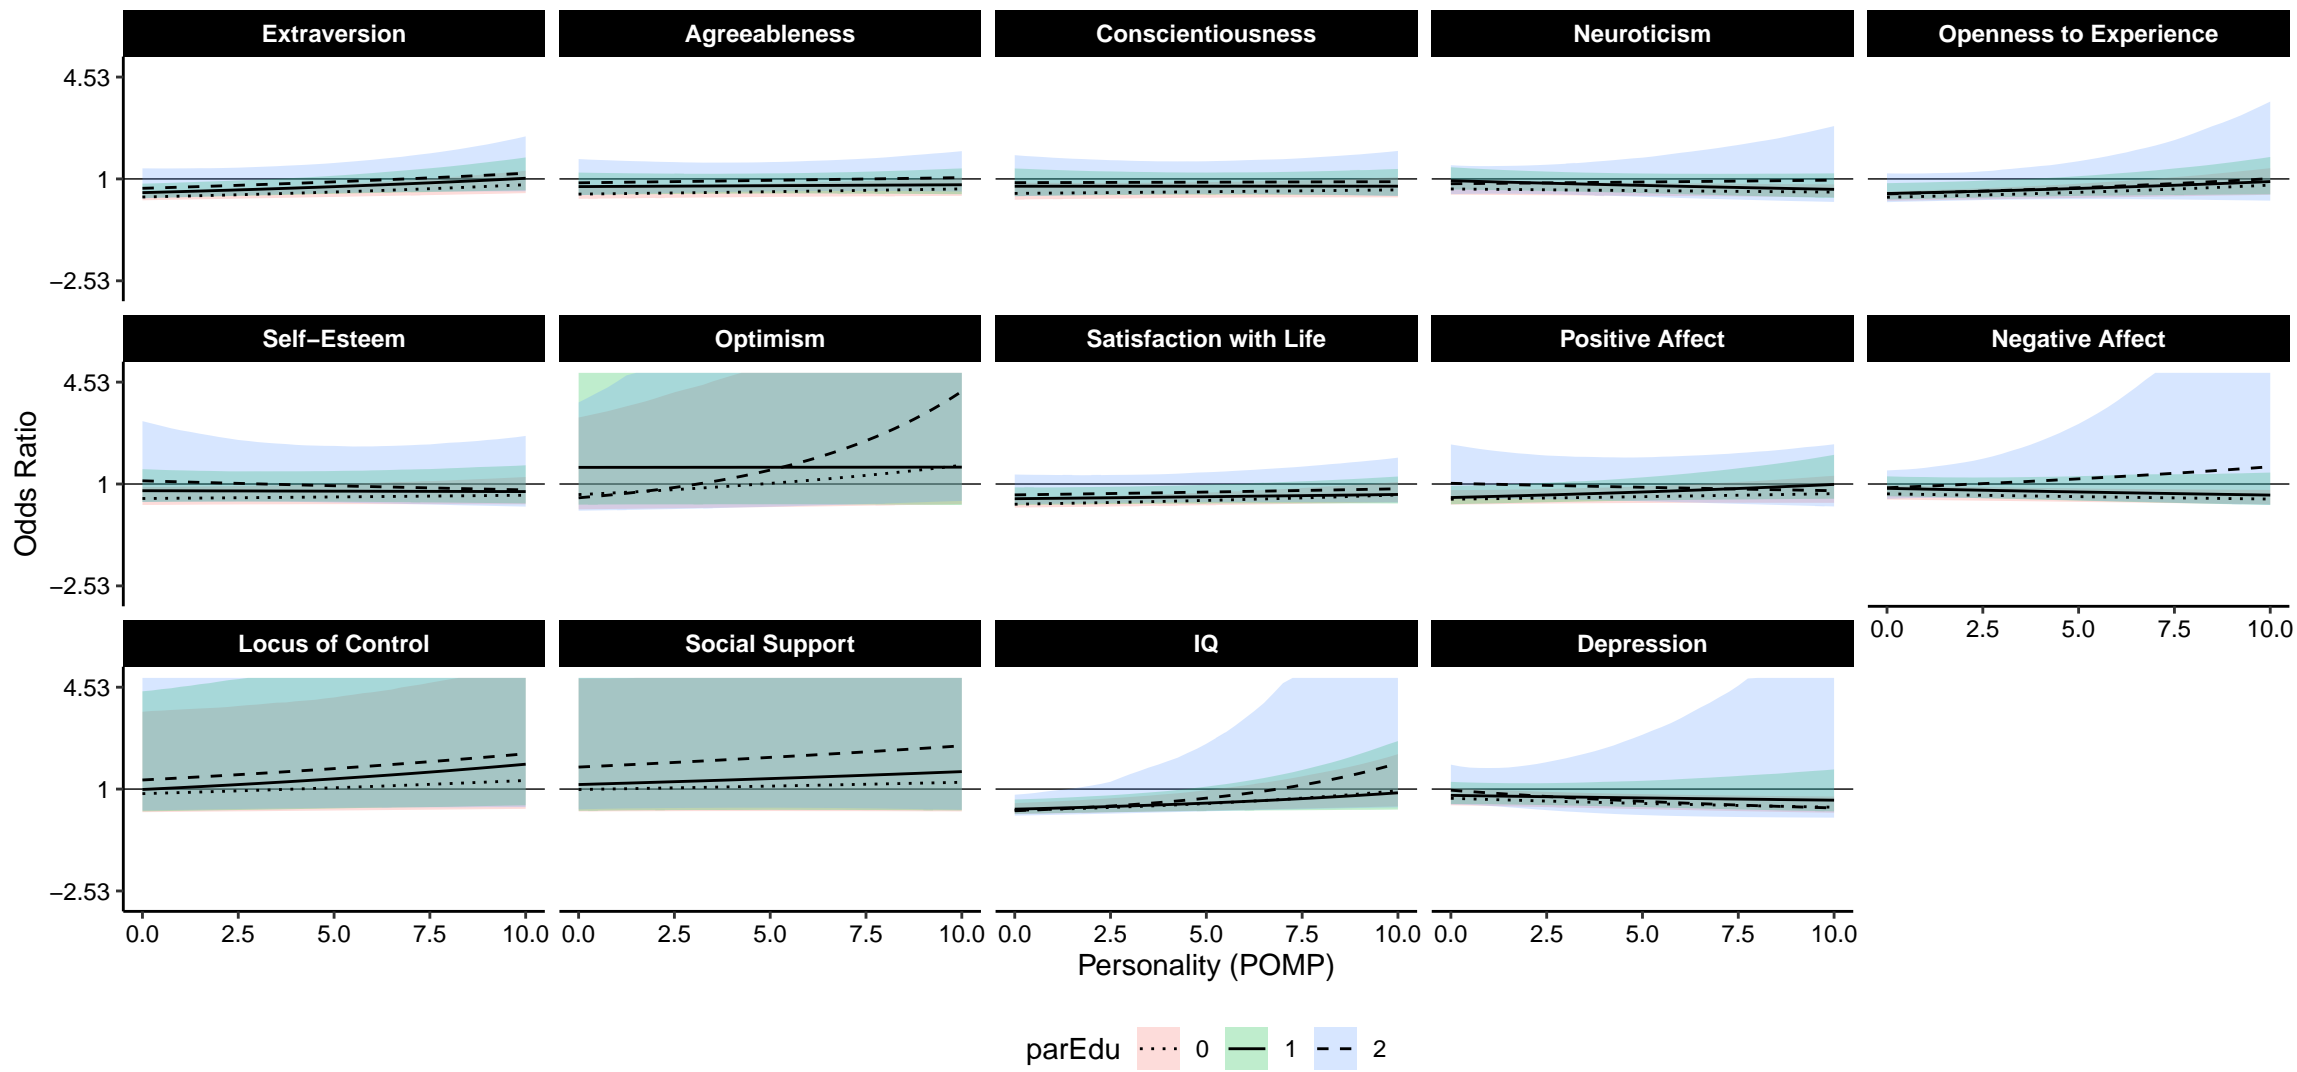 Extraversion Agreeableness Conscientiousness Neuroticism Openness to Experience
4.53
1
−2.53
Self−Esteem Optimism Satisfaction with Life Positive Affect Negative Affect
4.53
1
−2.53
Odds Ratio
0.0 2.5 5.0 7.5 10.0
Locus of Control Social Support IQ Depression
4.53
1
−2.53
0.0 2.5 5.0 7.5 10.0 0.0 2.5 5.0 7.5 10.0 0.0 2.5 5.0 7.5 10.0 0.0 2.5 5.0 7.5 10.0
Personality (POMP)
parEdu 0 1 2